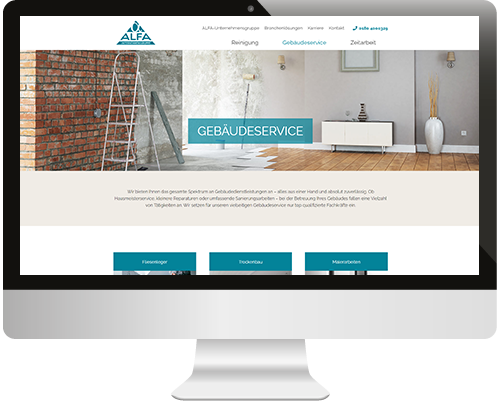 ALFA
ALFA-Unternehmensgruppe Branchenlösungen Karriere Kontakt
Reinigung Gebäudeservice Zeitarbeit
GEBÄUDESERVICE
Wir bieten Ihnen das gesamte Spektrum an Gebäudedienstleistungen an – alles aus einer Hand und absolut zuverlässig. Ob
Hausmeisterservice, kleinere Reparaturen oder umfassende Sanierungsarbeiten – bei der Betreuung Ihres Gebäudes fallen eine Vielzahl
von Tätigkeiten an. Wir setzen für unseren vielseitigen Gebäudeservice nur top qualifizierte Fachkräfte ein.
Fliesenleger Trockenbau Malerarbeiten